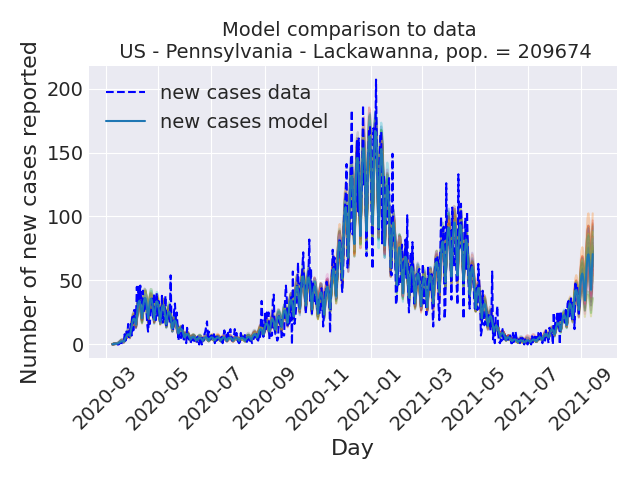 Model comparison to data
US - Pennsylvania - Lackawanna, pop. = 209674
Number of new cases reported
200
150
100
50
0
new cases data
new cases model
2020-03
2020-05
2020-07
2020-09
2020-11
2021-01
2021-03
2021-05
2021-07
2021-09
Day